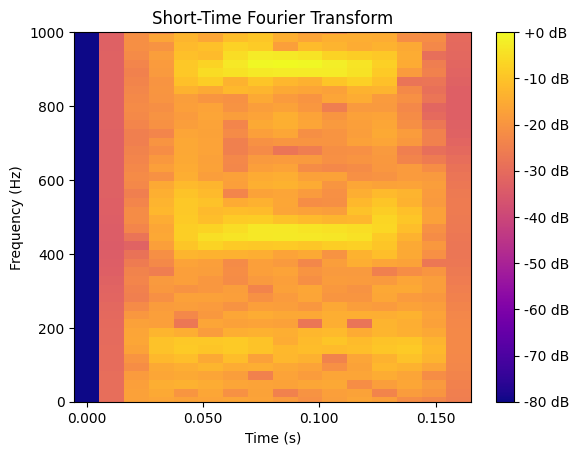 Short-Time Fourier Transform
Frequency (Hz)
1000
800
600
400
200
0
0.000
0.050
0.100
0.150
Time (s)
+0 dB
-10 dB
-20 dB
-30 dB
-40 dB
-50 dB
-60 dB
-70 dB
-80 dB